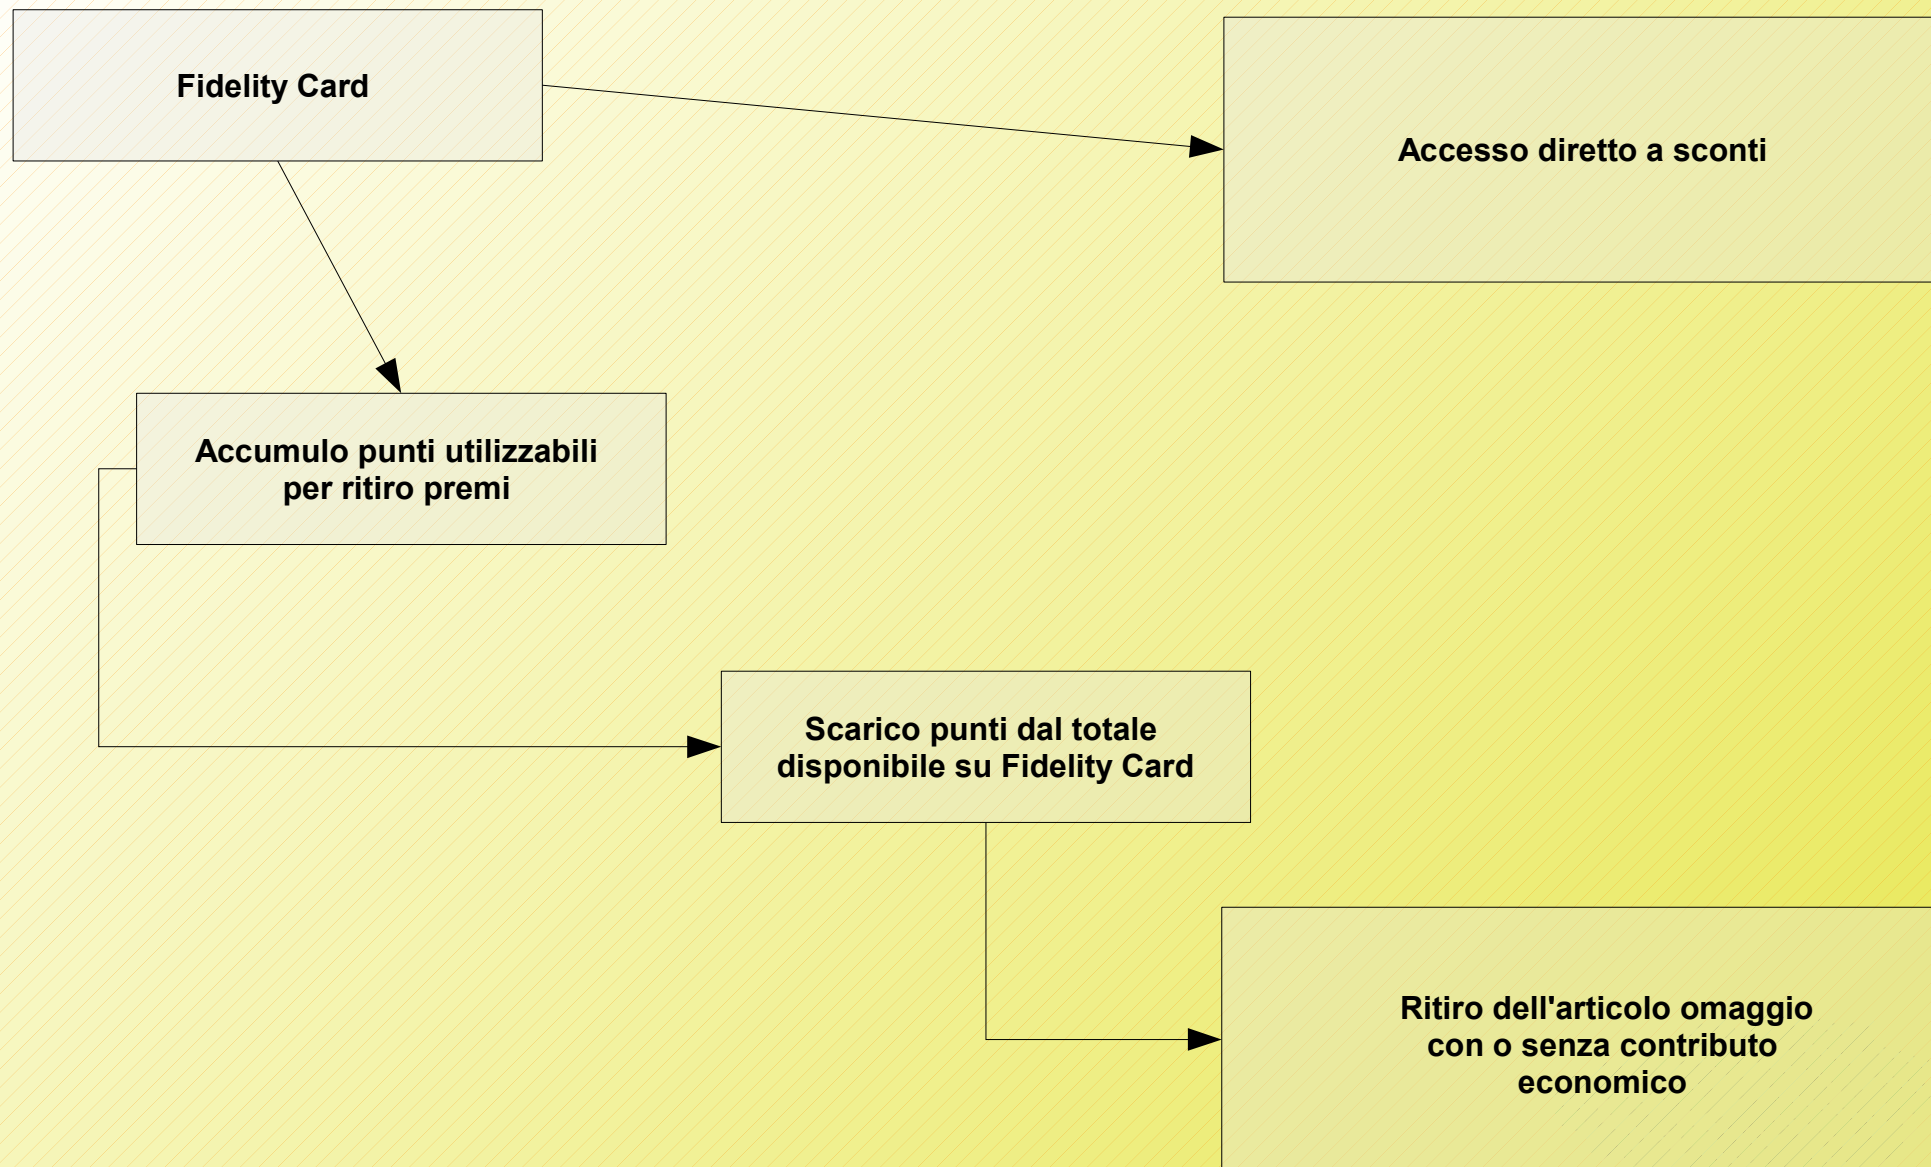 Fidelity Card
Accesso diretto a sconti
Accumulo punti utilizzabili
per ritiro premi
Scarico punti dal totale
disponibile su Fidelity Card
Ritiro dell'articolo omaggio
con o senza contributo
economico